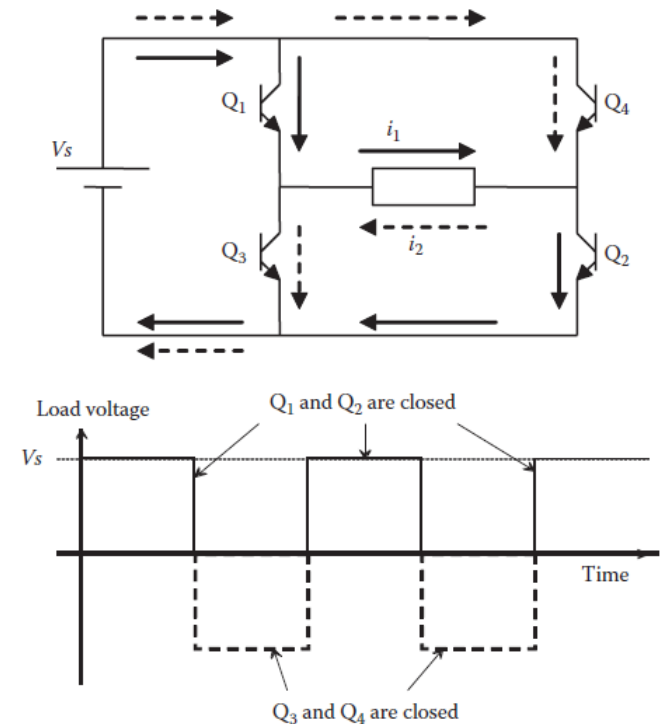 Q1 Q4
i1
Vs
i2
Q3 Q2
Q1 and Q2 are closed
Load voltage
Vs
Time
Q3 and Q4 are closed